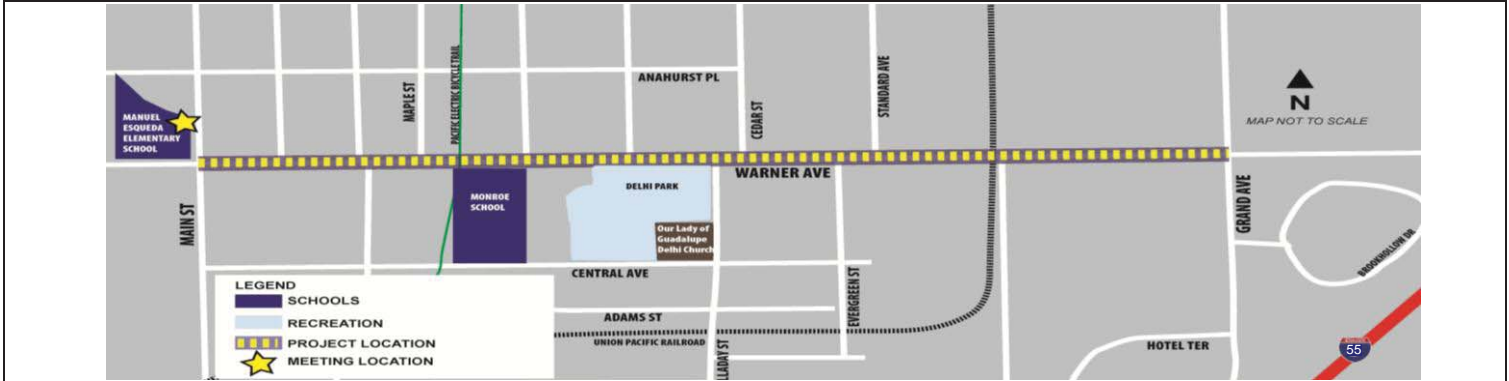 ANAHURST PL
MAPLE ST
PACIFIC ELECTRIC BICYCLE TRAIL
CEDAR ST
STANDARD AVE
N
MAP NOT TO SCALE
MANUEL
ESQUEDA
ELEMENTARY
SCHOOL
WARNER AVE
MONROE
SCHOOL
DELHI PARK
MAIN ST
GRAND AVE
Our Lady of
Guadalupe
Delhi Church
BROOKHOLLOW DR
CENTRAL AVE
EVERGREEN ST
LEGEND
SCHOOLS
RECREATION
PROJECT LOCATION
MEETING LOCATION
ADAMS ST
UNION PACIFIC RAILROAD
LLADAY ST
HOTEL TER
55